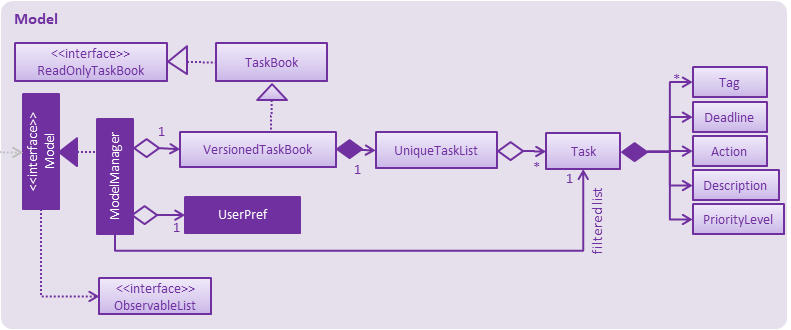 Model
<<interface>>
ReadOnlyTaskBook
TaskBook
<<interface>>
Model
ModelManager
1
VersionedTaskBook
1
UniqueTaskList
*
Task
1
*
Tag
Deadline
Action
Description
PriorityLevel
1
UserPref
filtered list
<<interface>>
ObservableList